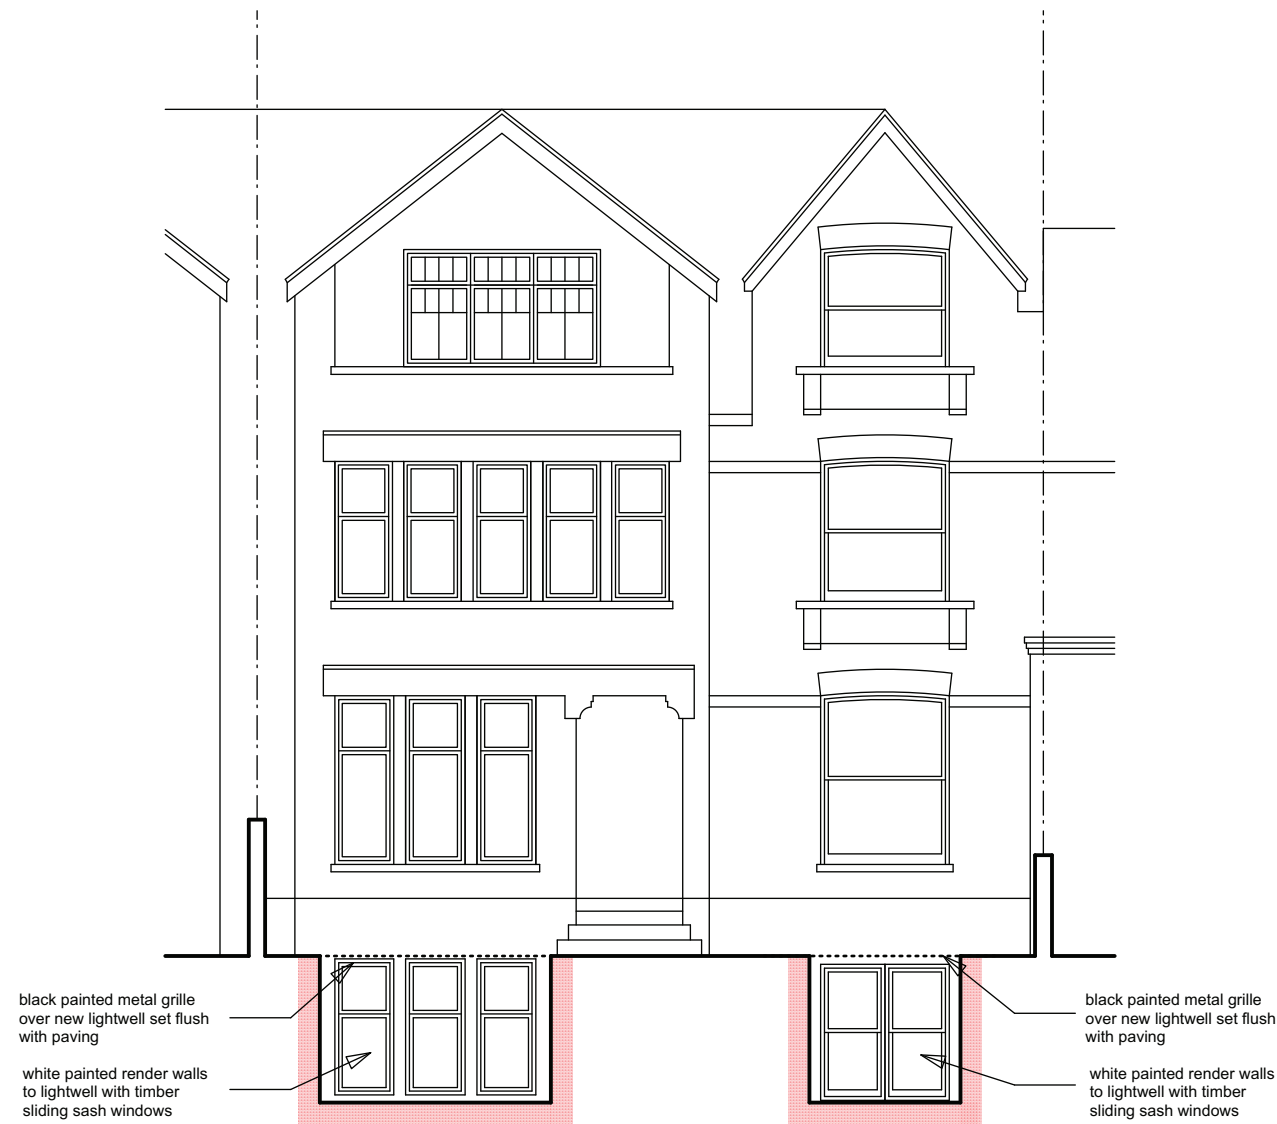 black painted metal grille
over new lightwell set flush
with paving
white painted render walls
to lightwell with timber
sliding sash windows
black painted metal grille
over new lightwell set flush
with paving
white painted render walls
to lightwell with timber
sliding sash windows